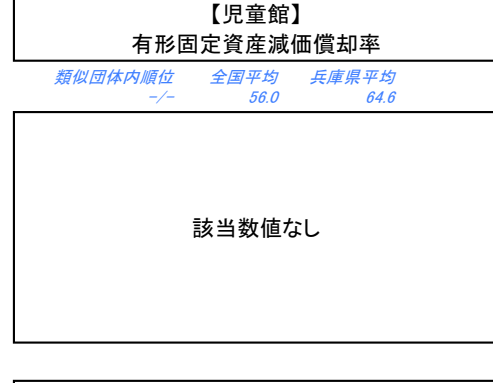 【児童館】
有形固定資産減価償却率
類似団体内順位 全国平均 兵庫県平均
-/- 56.0 64.6
該当数値なし